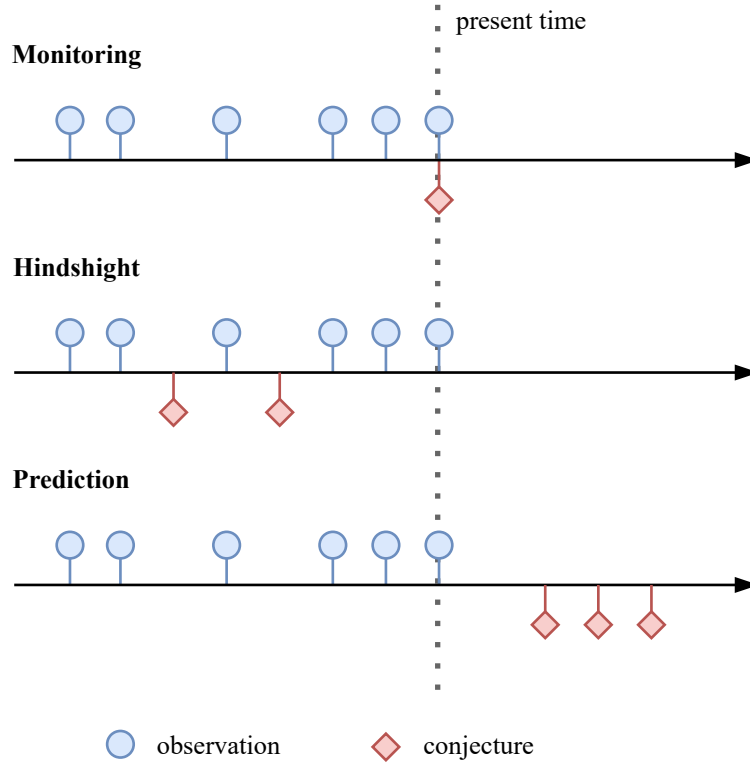 present time
Monitoring
Hindshight
Prediction
observation
conjecture